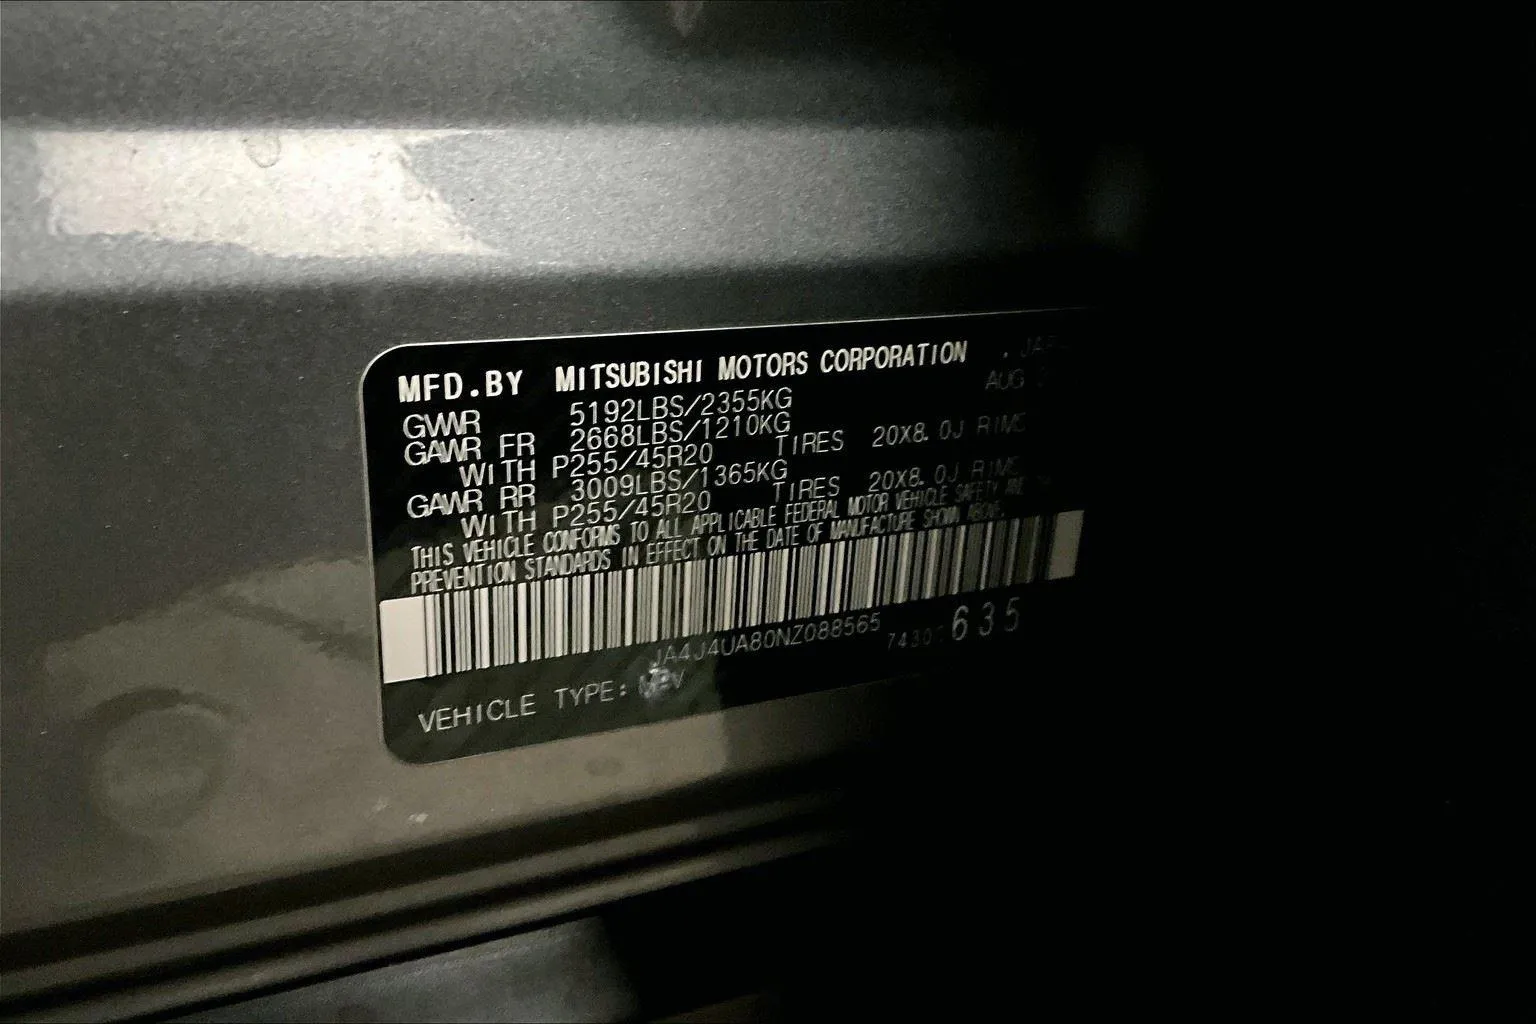 MFD.BY MITSUBISHI MOTORS CORPORATION
AUG
GVWR 5192LBS/2355KG
GAWR FR 2668LBS/1210KG
WITH P255/45R20 TIRES 20X8.0J RIMS
GAWR RR 3009LBS/1365KG
WITH P255/45R20 TIRES 20X8.0J RIMS
THIS VEHICLE CONFORMS TO ALL APPLICABLE FEDERAL MOTOR VEHICLE SAFETY AND
PREVENTION STANDARDS IN EFFECT ON THE DATE OF MANUFACTURE SHOWN ABOVE.
JA4J4UA80NZ088565 635
VEHICLE TYPE: MPV